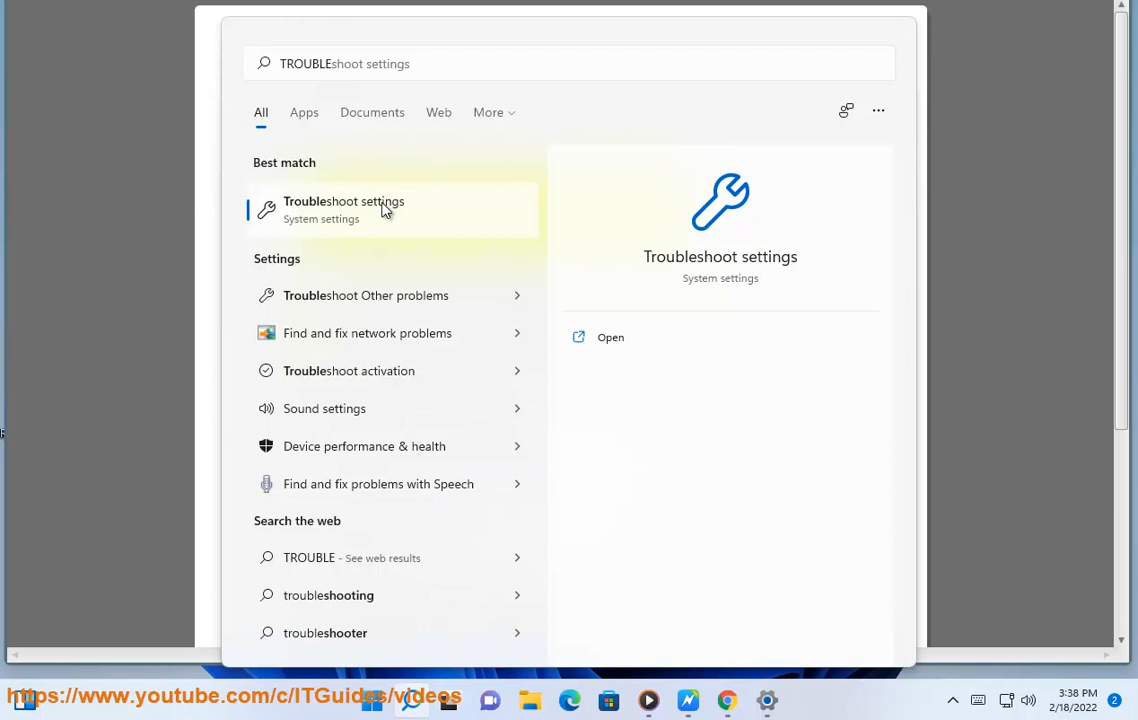 TROUBLEshoot settings
All Apps Documents Web More
Best match
Troubleshoot settings
System settings
Troubleshoot settings
System settings
Open
Settings
Troubleshoot Other problems
Find and fix network problems
Troubleshoot activation
Sound settings
Device performance & health
Find and fix problems with Speech
Search the web
TROUBLE - See web results
troubleshooting
troubleshooter
https://www.youtube.com/c/ITGuides/videos
3:38 PM
2/18/2022
2